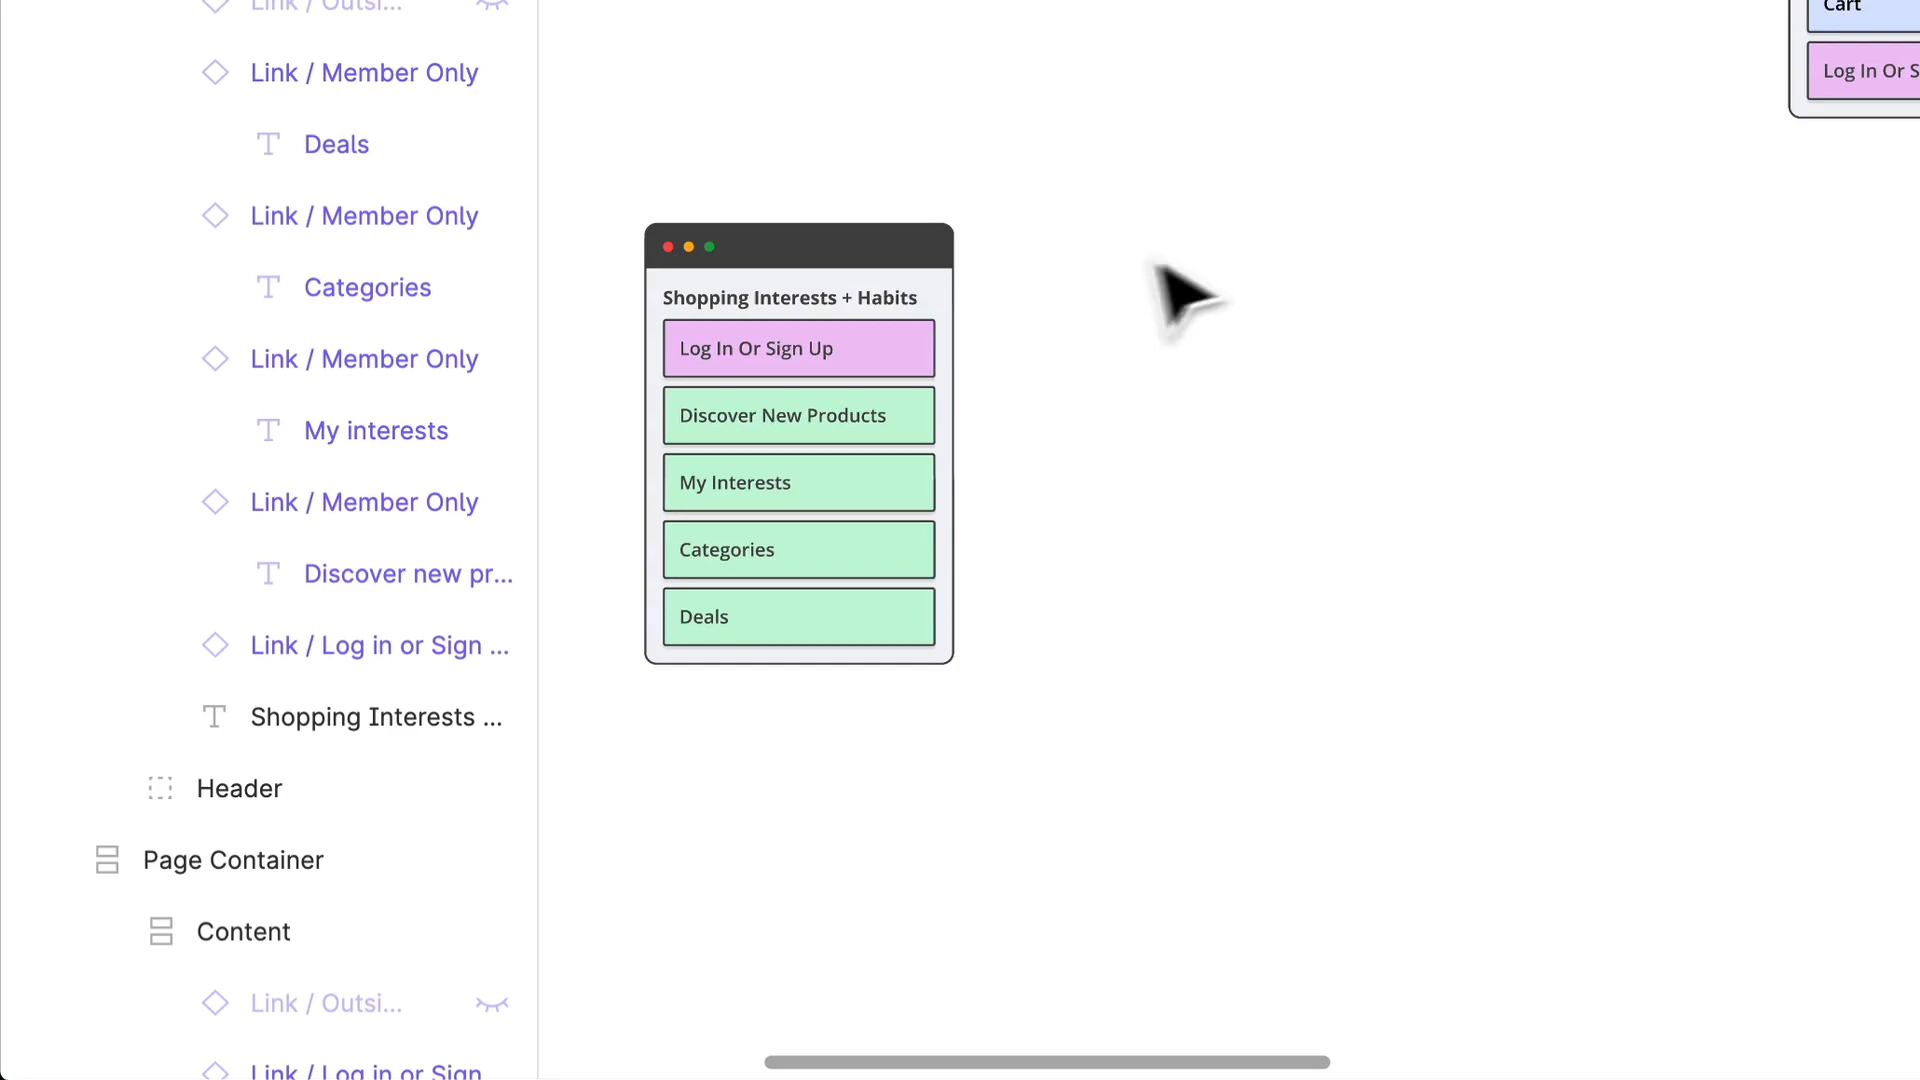 Link / Outsi...
Link / Member Only
Deals
Link / Member Only
Categories
Link / Member Only
My interests
Link / Member Only
Discover new pr...
Link / Log in or Sign ...
Shopping Interests ...
Header
Page Container
Content
Link / Outsi...
Link / Log in or Sign
Shopping Interests + Habits
Log In Or Sign Up
Discover New Products
My Interests
Categories
Deals
Cart
Log In Or S